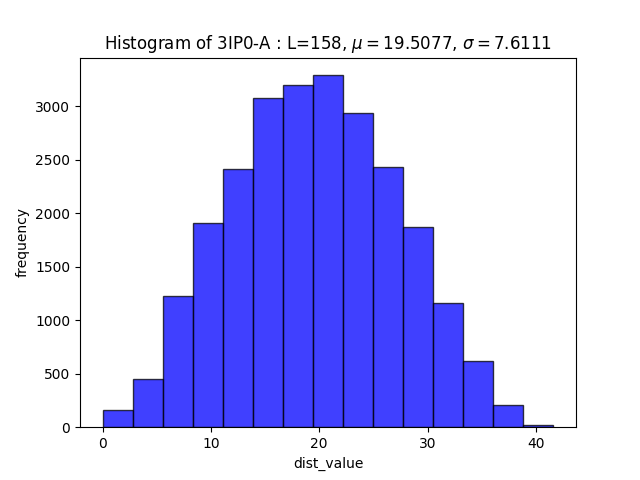 Histogram of 3IP0-A : L=158, μ = 19.5077, σ = 7.6111
frequency
3000
2500
2000
1500
1000
500
0
0 10 20 30 40
dist_value